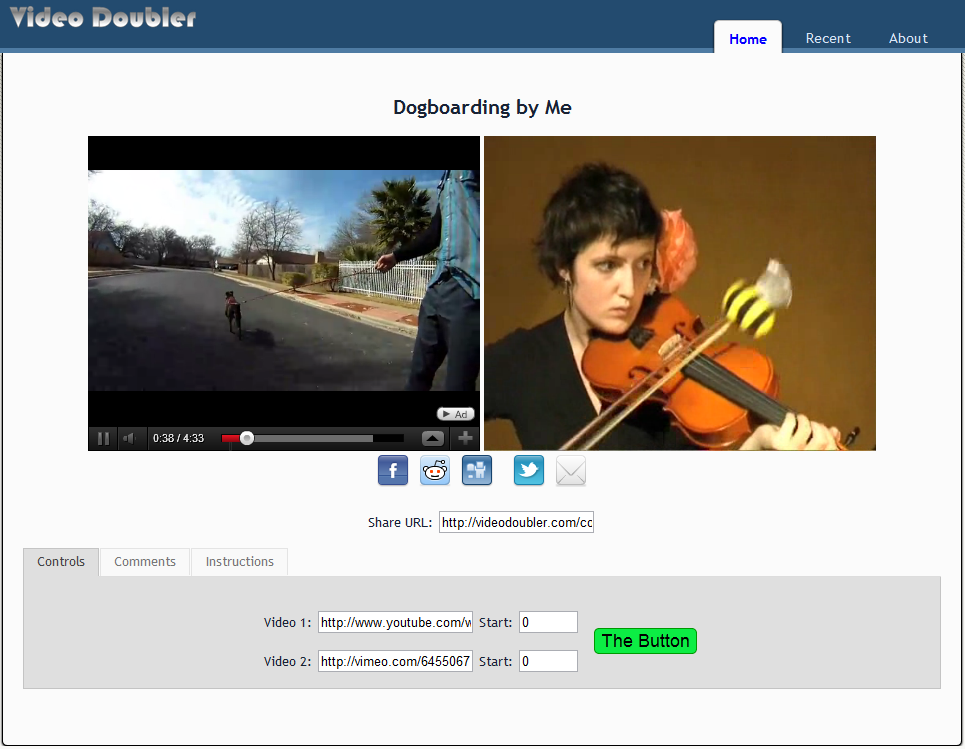 Video Doubler
Home Recent About
Dogboarding by Me
Ad
0:38 / 4:33
f
Share URL: http://videodoubler.com/cc
Controls Comments Instructions
Video 1: http://www.youtube.com/w Start: 0
The Button
Video 2: http://vimeo.com/6455067 Start: 0